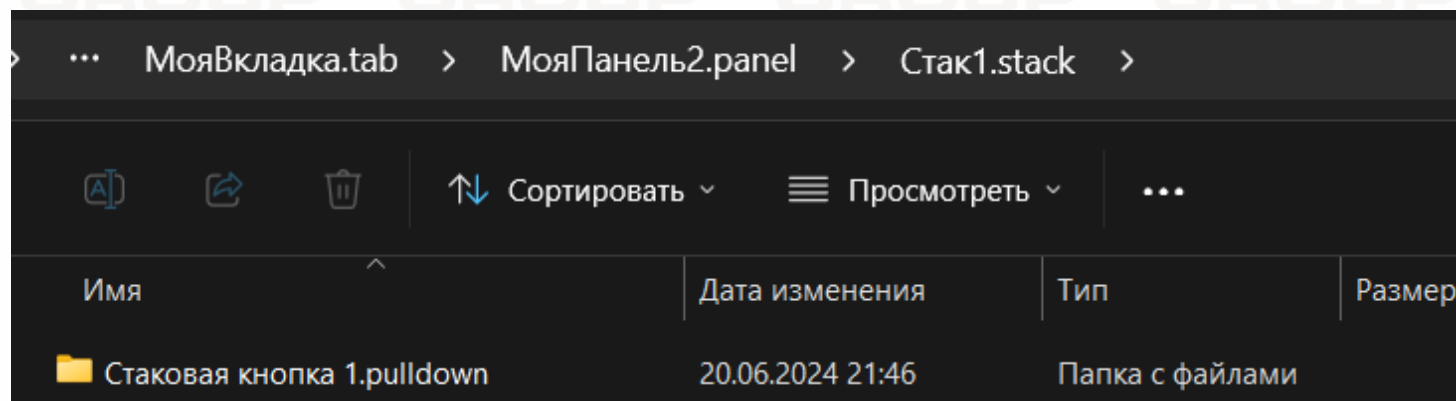 … МояВкладка.tab > МояПанель2.panel > Стак1.stack >
Сортировать Просмотреть •••
Имя Дата изменения Тип Размер
Стаковая кнопка 1.pulldown 20.06.2024 21:46 Папка с файлами